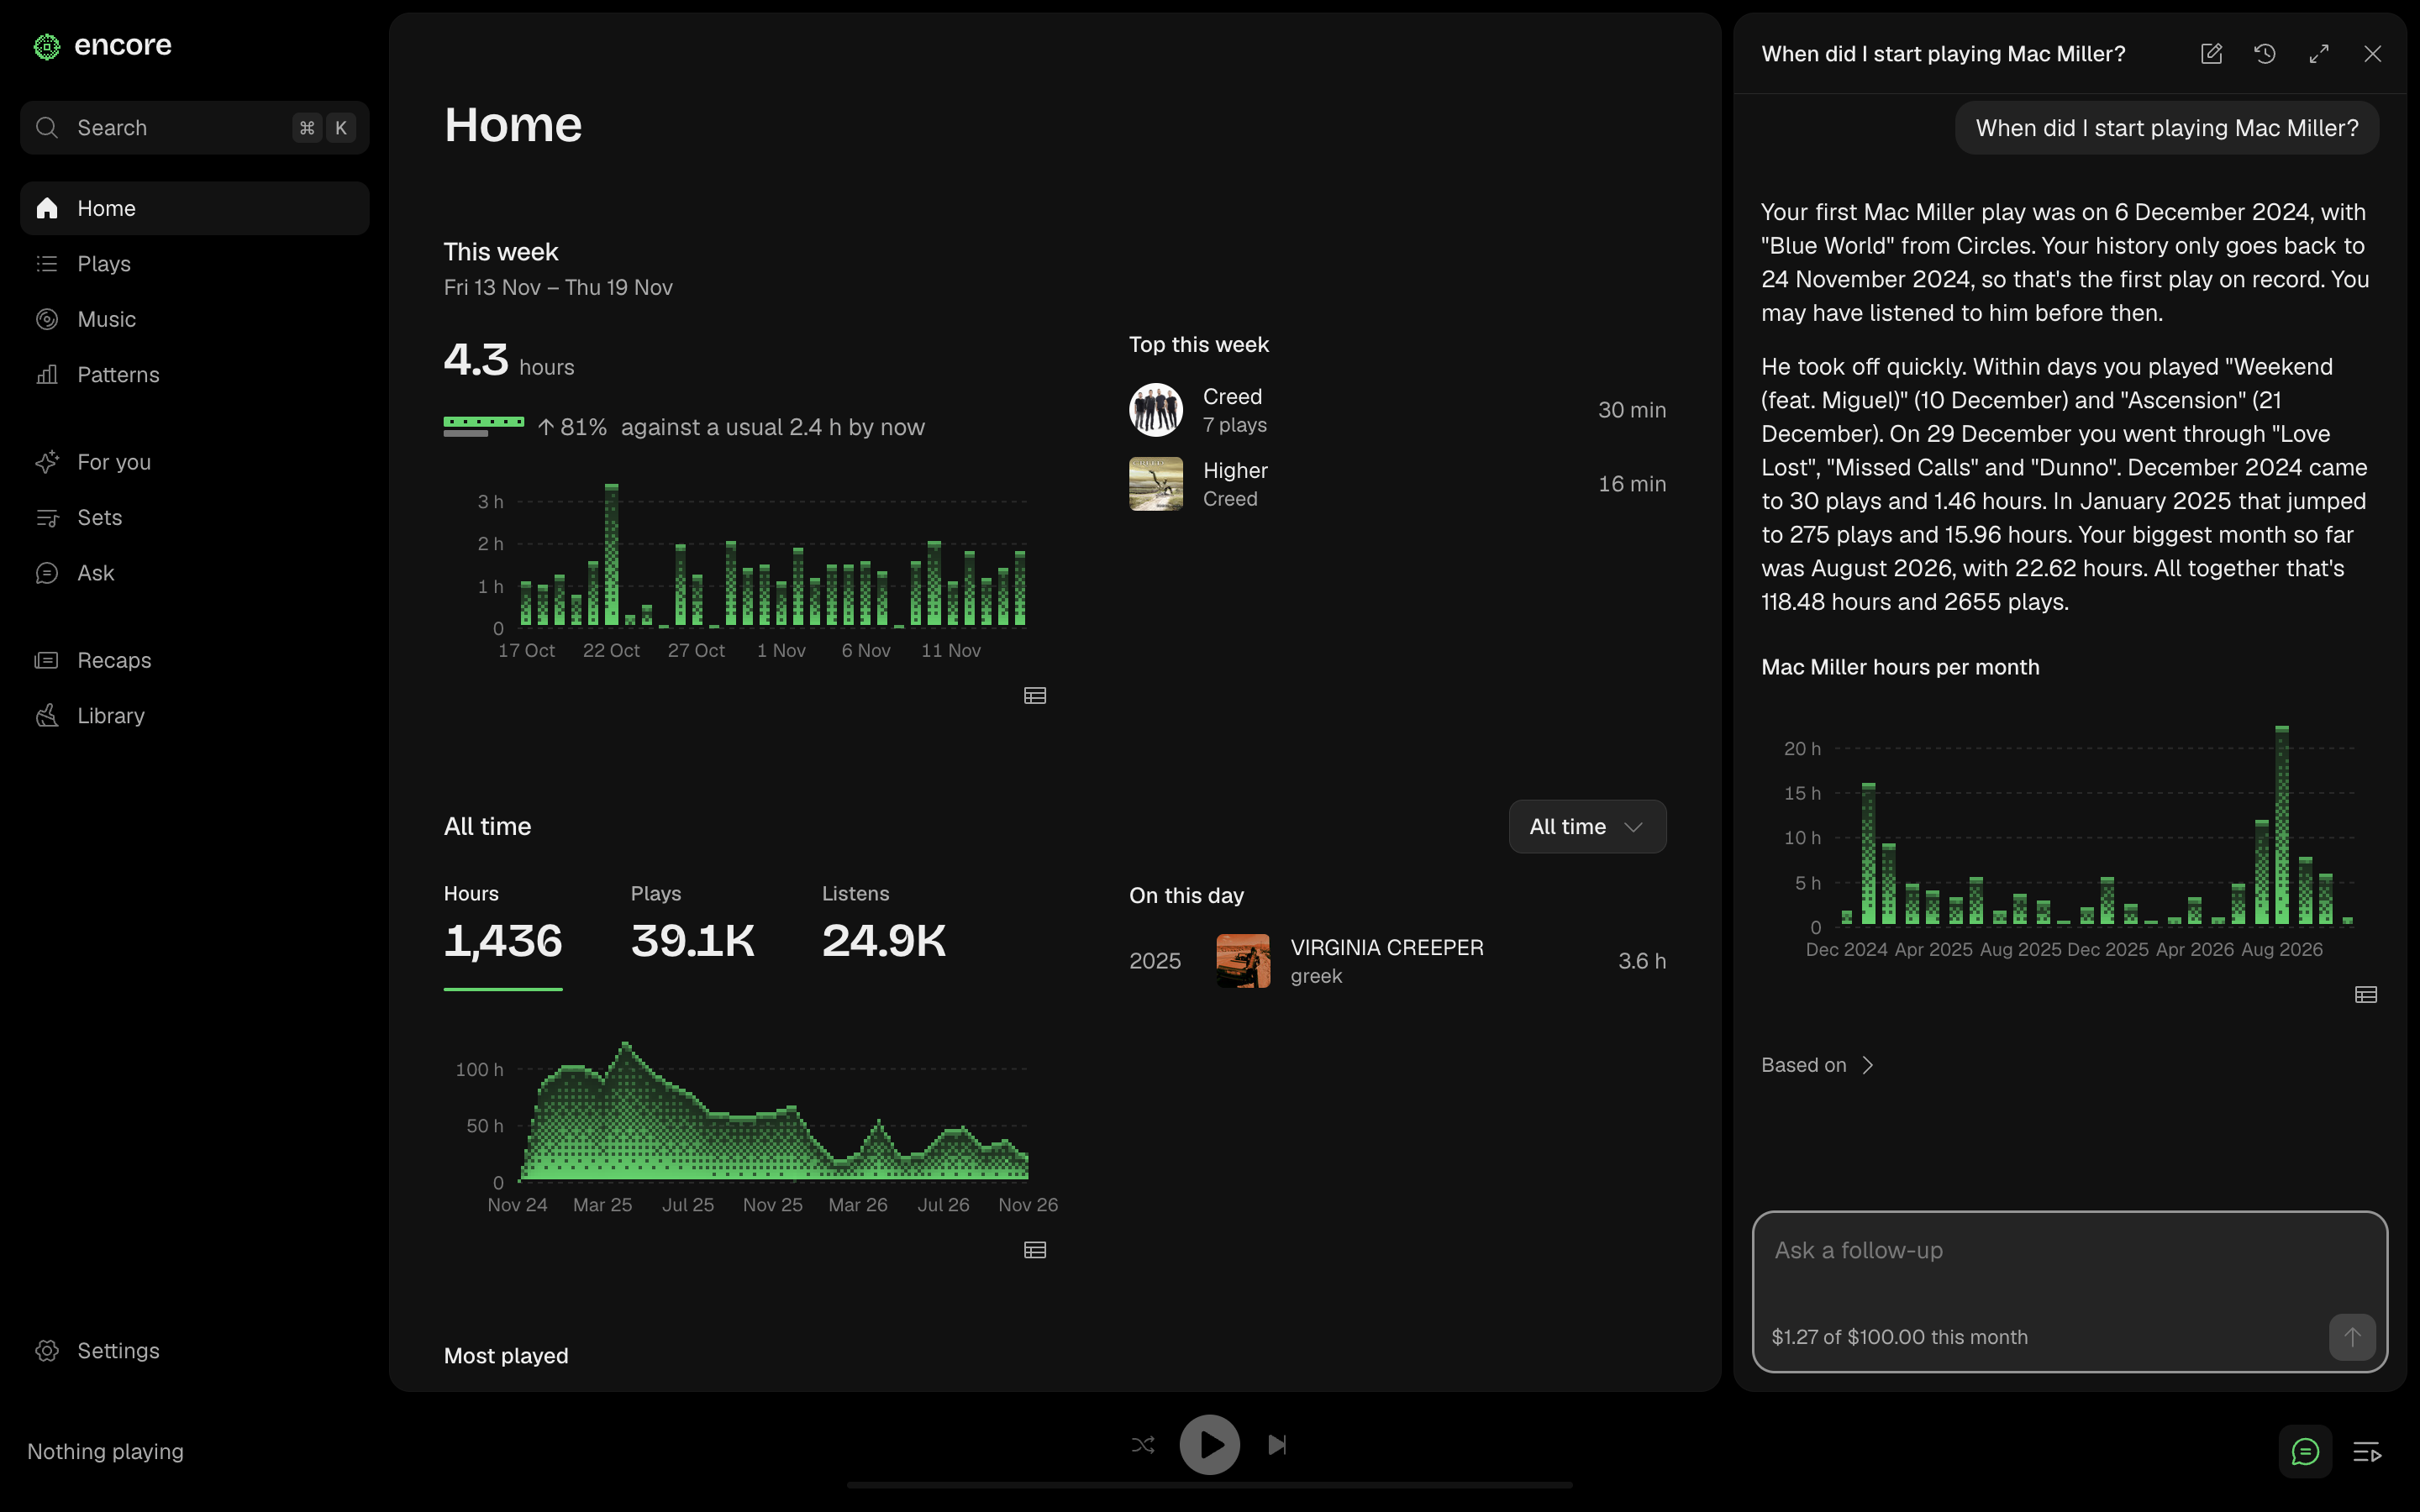 encore
Search
⌘ K
Home
Plays
Music
Patterns
For you
Sets
Ask
Recaps
Library
Settings
Nothing playing
Home
This week
Fri 13 Nov – Thu 19 Nov
4.3 hours
↑ 81% against a usual 2.4 h by now
3 h
2 h
1 h
0
17 Oct 22 Oct 27 Oct 1 Nov 6 Nov 11 Nov
Top this week
Creed
7 plays
30 min
Higher
Creed
16 min
All time
All time
Hours
1,436
Plays
39.1K
Listens
24.9K
100 h
50 h
0
Nov 24 Mar 25 Jul 25 Nov 25 Mar 26 Jul 26 Nov 26
On this day
2025
VIRGINIA CREEPER
greek
3.6 h
Most played
When did I start playing Mac Miller?
When did I start playing Mac Miller?
Your first Mac Miller play was on 6 December 2024, with
"Blue World" from Circles. Your history only goes back to
24 November 2024, so that's the first play on record. You
may have listened to him before then.
He took off quickly. Within days you played "Weekend
(feat. Miguel)" (10 December) and "Ascension" (21
December). On 29 December you went through "Love
Lost", "Missed Calls" and "Dunno". December 2024 came
to 30 plays and 1.46 hours. In January 2025 that jumped
to 275 plays and 15.96 hours. Your biggest month so far
was August 2026, with 22.62 hours. All together that's
118.48 hours and 2655 plays.
Mac Miller hours per month
20 h
15 h
10 h
5 h
0
Dec 2024 Apr 2025 Aug 2025 Dec 2025 Apr 2026 Aug 2026
Based on
Ask a follow-up
$1.27 of $100.00 this month